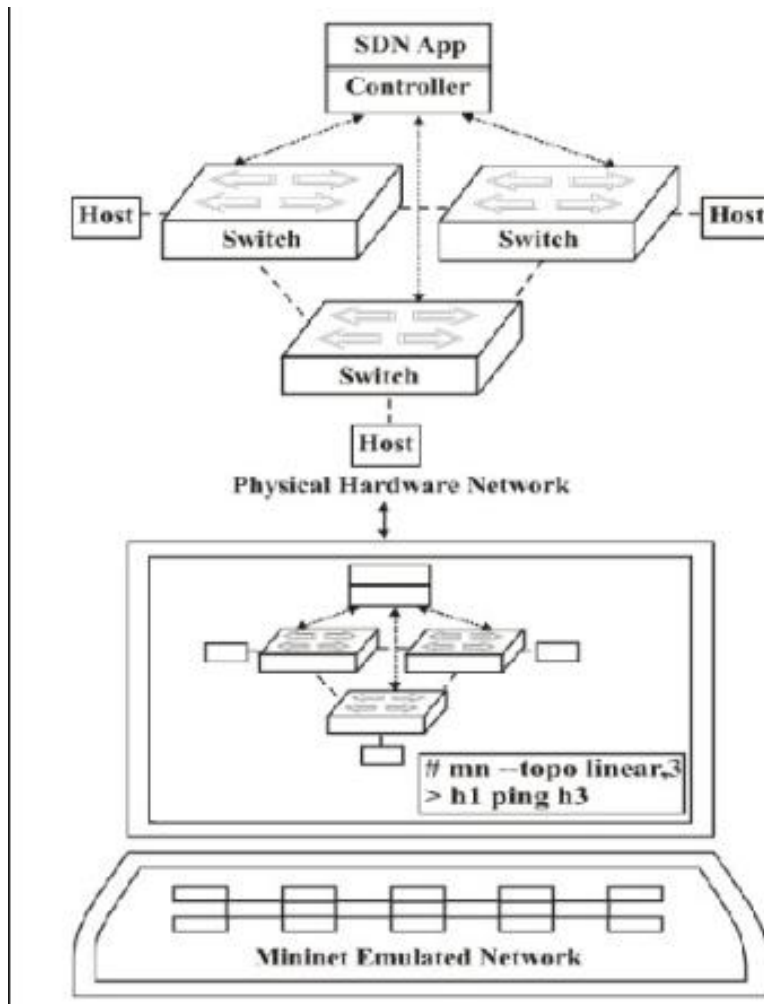 SDN App
Controller
Host
Switch
Switch
Host
Switch
Host
Physical Hardware Network
# mn --topo linear,3
> h1 ping h3
Mininet Emulated Network